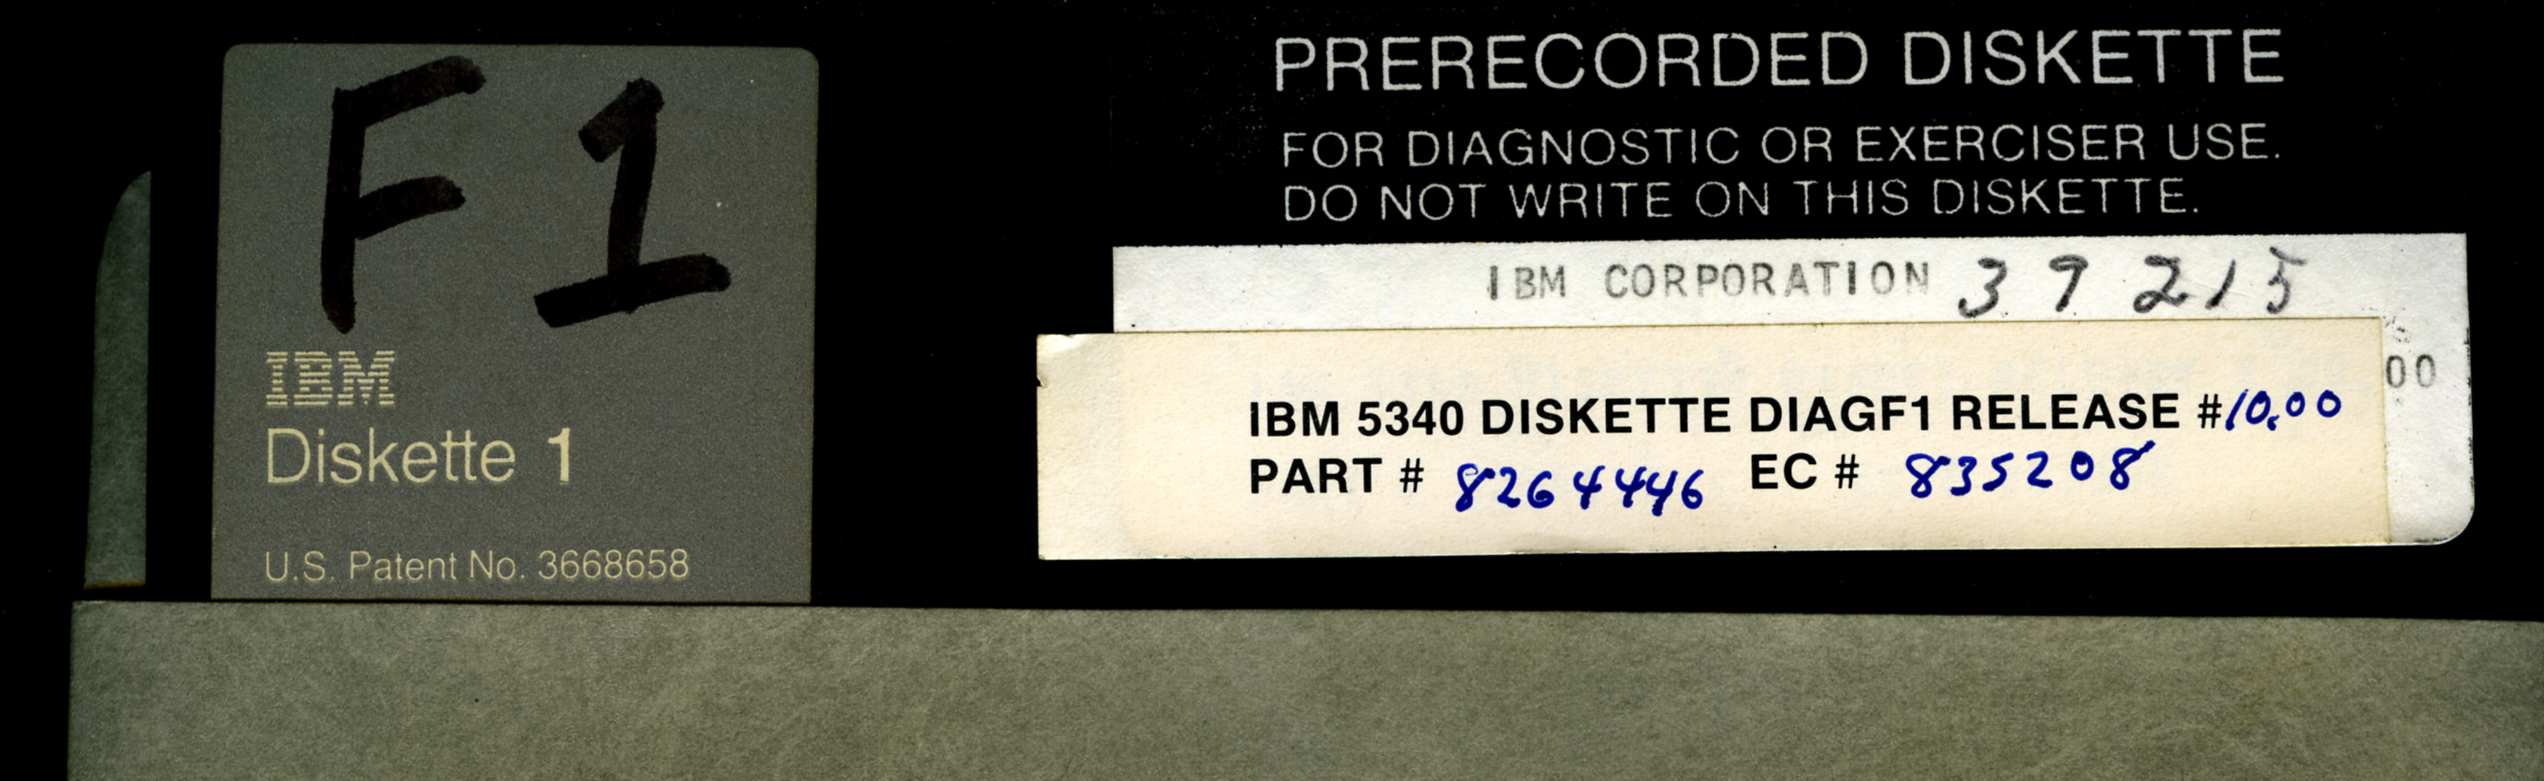 F1
IBM
Diskette 1
U.S. Patent No. 3668658
PRERECORDED DISKETTE
FOR DIAGNOSTIC OR EXERCISER USE.
DO NOT WRITE ON THIS DISKETTE.
IBM CORPORATION 39215
00
IBM 5340 DISKETTE DIAGF1 RELEASE #10.00
PART # 8264446 EC # 835208